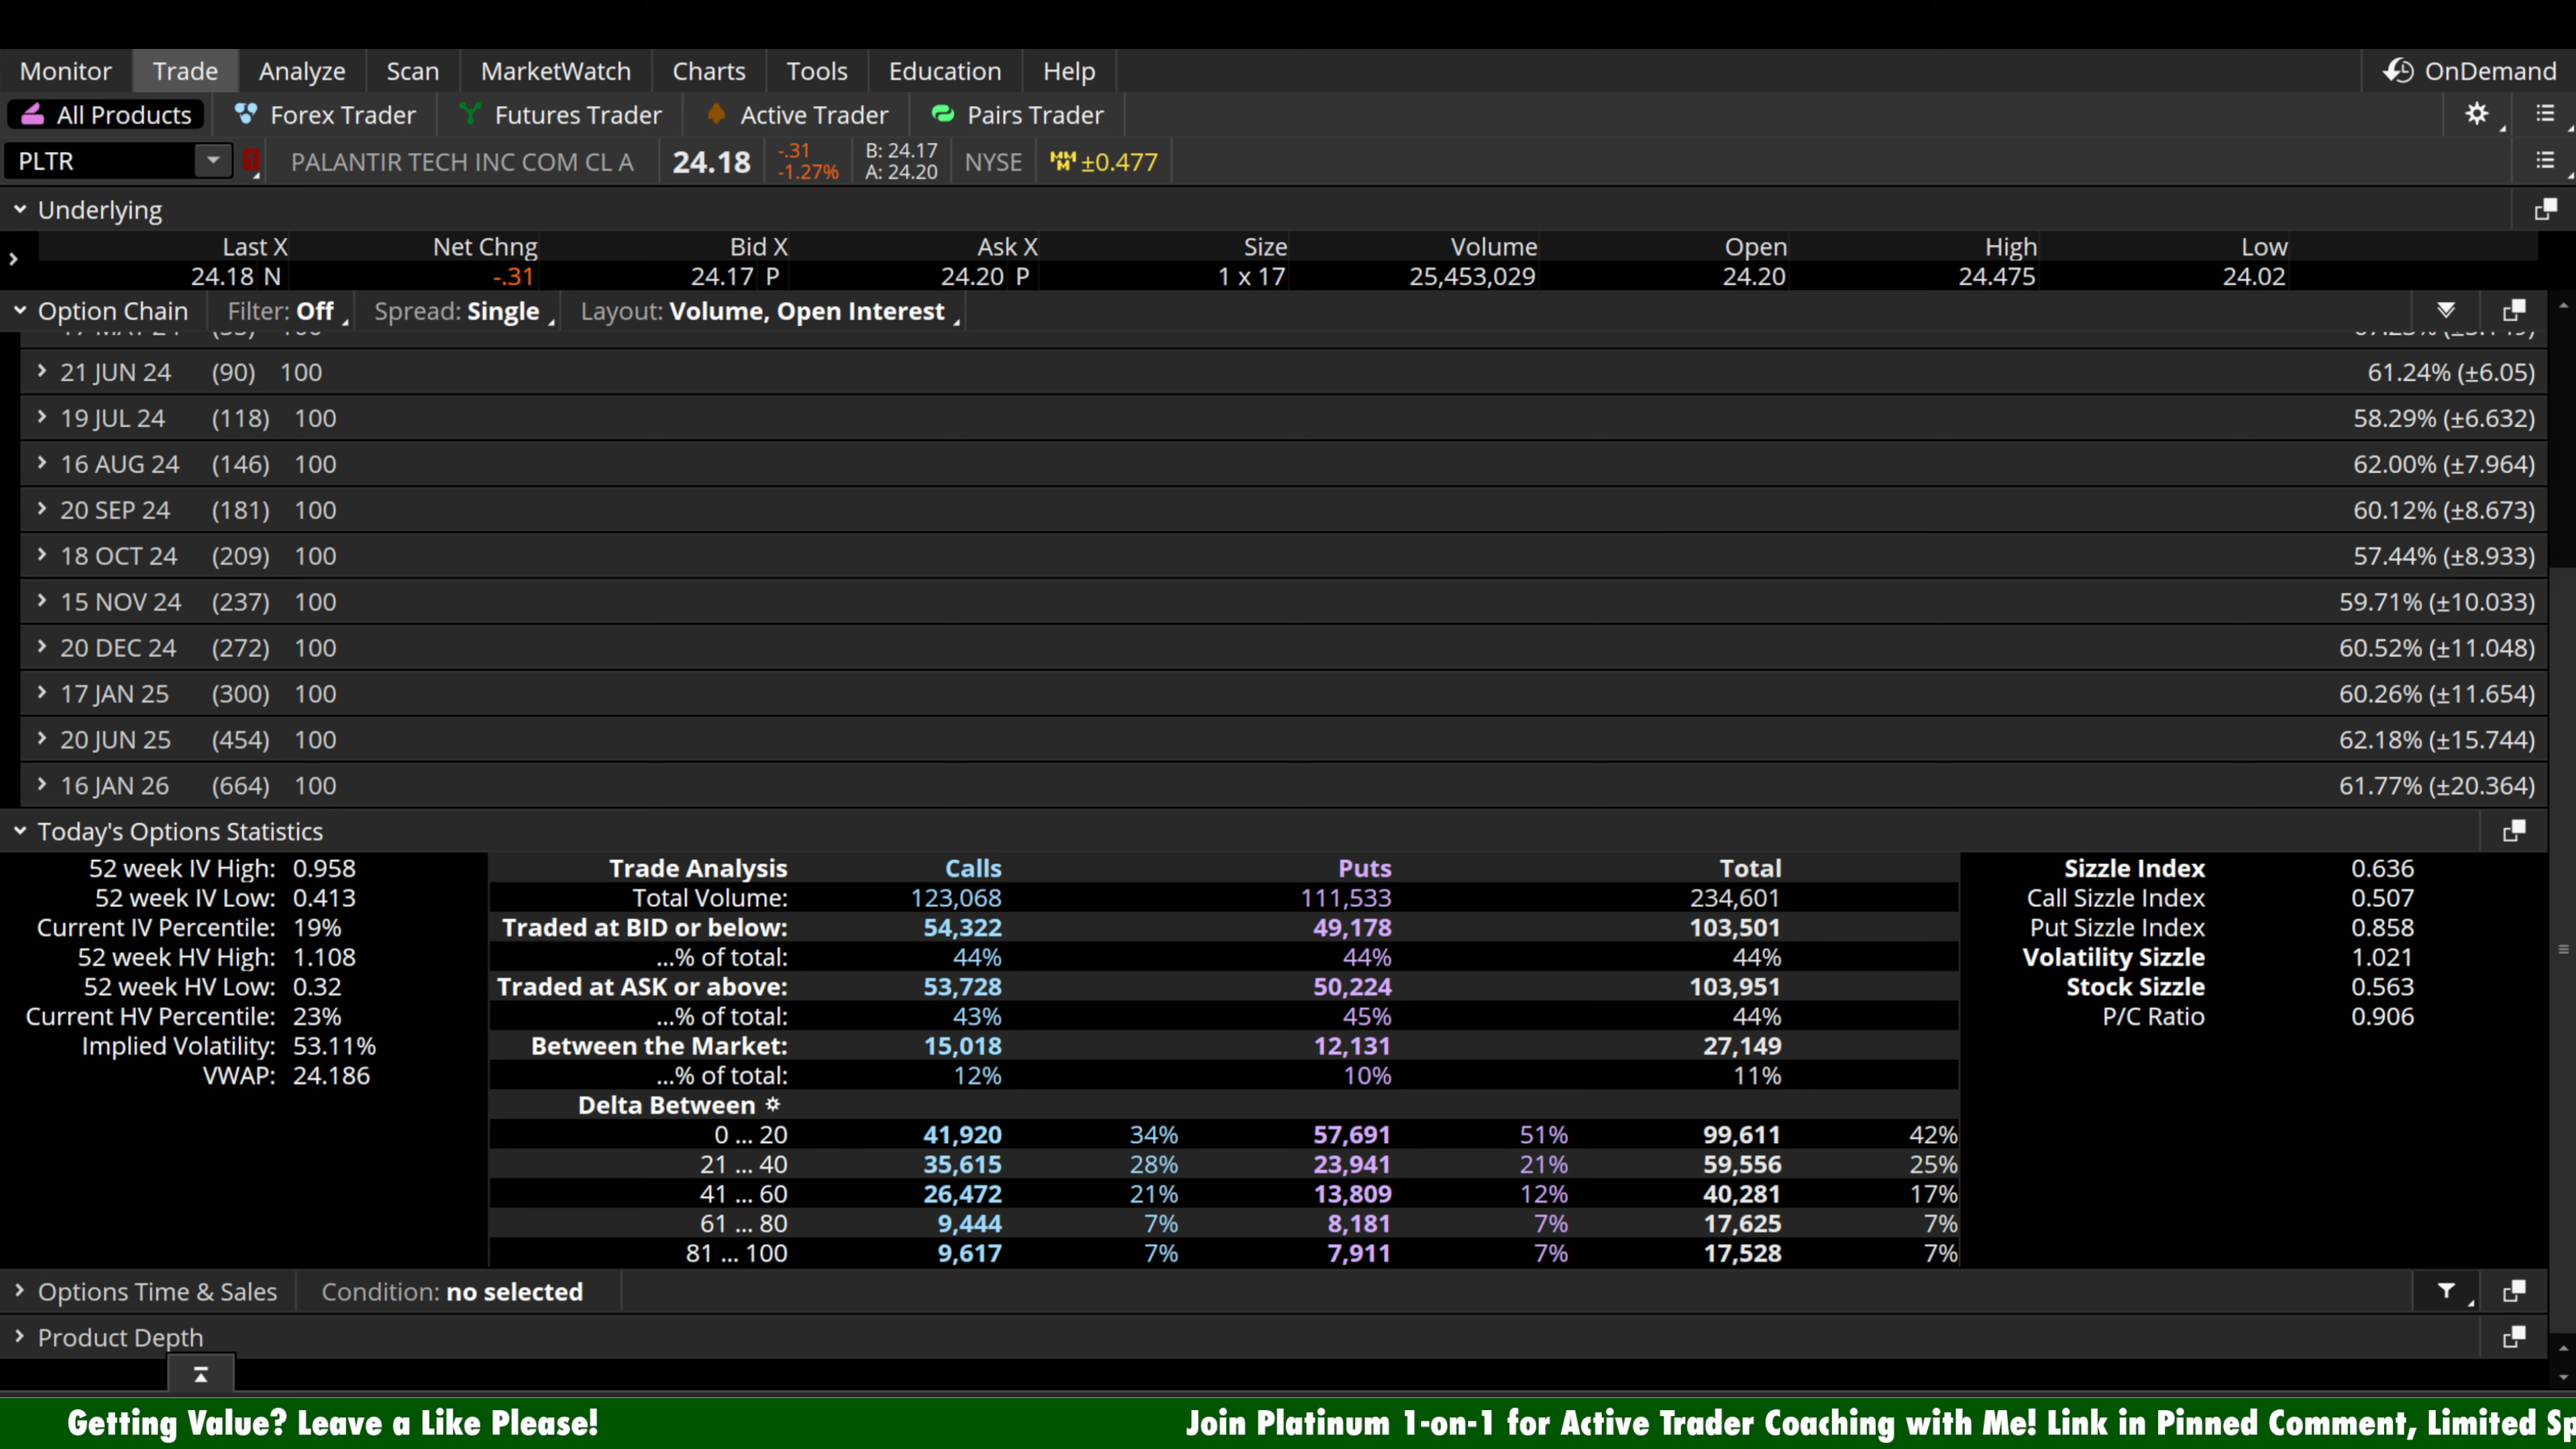 Monitor Trade Analyze Scan MarketWatch Charts Tools Education Help OnDemand
All Products Forex Trader Futures Trader Active Trader Pairs Trader
PLTR PALANTIR TECH INC COM CL A 24.18 -.31 -1.27% B: 24.17 A: 24.20 NYSE ±0.477
Underlying
Last X Net Chng Bid X Ask X Size Volume Open High Low
24.18 N -.31 24.17 P 24.20 P 1 x 17 25,453,029 24.20 24.475 24.02
Option Chain Filter: Off Spread: Single Layout: Volume, Open Interest
21 JUN 24 (90) 100 61.24% (±6.05)
19 JUL 24 (118) 100 58.29% (±6.632)
16 AUG 24 (146) 100 62.00% (±7.964)
20 SEP 24 (181) 100 60.12% (±8.673)
18 OCT 24 (209) 100 57.44% (±8.933)
15 NOV 24 (237) 100 59.71% (±10.033)
20 DEC 24 (272) 100 60.52% (±11.048)
17 JAN 25 (300) 100 60.26% (±11.654)
20 JUN 25 (454) 100 62.18% (±15.744)
16 JAN 26 (664) 100 61.77% (±20.364)
Today's Options Statistics
52 week IV High: 0.958 Trade Analysis Calls Puts Total Sizzle Index 0.636
52 week IV Low: 0.413 Total Volume: 123,068 111,533 234,601 Call Sizzle Index 0.507
Current IV Percentile: 19% Traded at BID or below: 54,322 49,178 103,501 Put Sizzle Index 0.858
52 week HV High: 1.108 ...% of total: 44% 44% 44% Volatility Sizzle 1.021
52 week HV Low: 0.32 Traded at ASK or above: 53,728 50,224 103,951 Stock Sizzle 0.563
Current HV Percentile: 23% ...% of total: 43% 45% 44% P/C Ratio 0.906
Implied Volatility: 53.11% Between the Market: 15,018 12,131 27,149
VWAP: 24.186 ...% of total: 12% 10% 11%
Delta Between
0 ... 20 41,920 34% 57,691 51% 99,611 42%
21 ... 40 35,615 28% 23,941 21% 59,556 25%
41 ... 60 26,472 21% 13,809 12% 40,281 17%
61 ... 80 9,444 7% 8,181 7% 17,625 7%
81 ... 100 9,617 7% 7,911 7% 17,528 7%
Options Time & Sales Condition: no selected
Product Depth
Getting Value? Leave a Like Please! Join Platinum 1-on-1 for Active Trader Coaching with Me! Link in Pinned Comment, Limited Sp